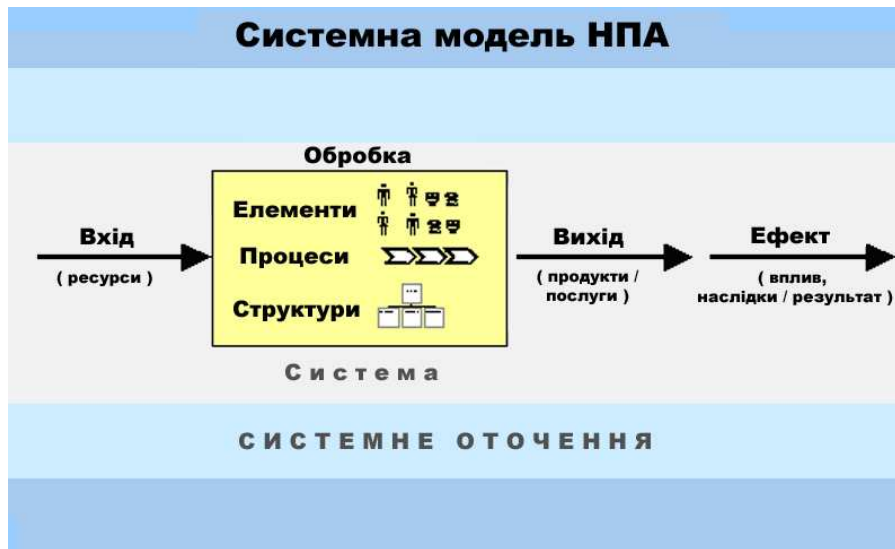 Системна модель НПА
Обробка
Елементи
Процеси
Структури
Вхід
( ресурси )
Вихід
( продукти /
послуги )
Ефект
( вплив,
наслідки / результат )
Система
СИСТЕМНЕ ОТОЧЕННЯ